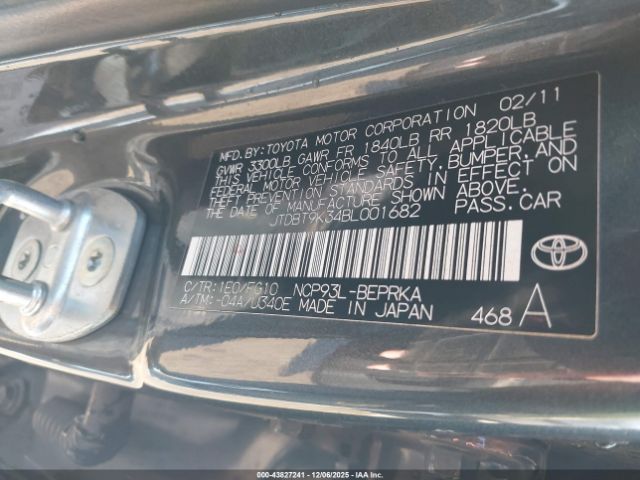 MFD. BY: TOYOTA MOTOR CORPORATION 02/11
GVWR 3300LB GAWR FR 1840LB RR 1820LB
THIS VEHICLE CONFORMS TO ALL APPLICABLE
FEDERAL MOTOR VEHICLE SAFETY, BUMPER, AND
THEFT PREVENTION STANDARDS IN EFFECT ON
THE DATE OF MANUFACTURE SHOWN ABOVE.
JTDBT9K34BL001682 PASS.CAR
C/TR: 1E0/FG10 NCP93L-BEPRKA
A/TM: -04A/U340E MADE IN JAPAN
468 A
TOYOTA
000-43827241 - 12/06/2025 - IAAI.COM